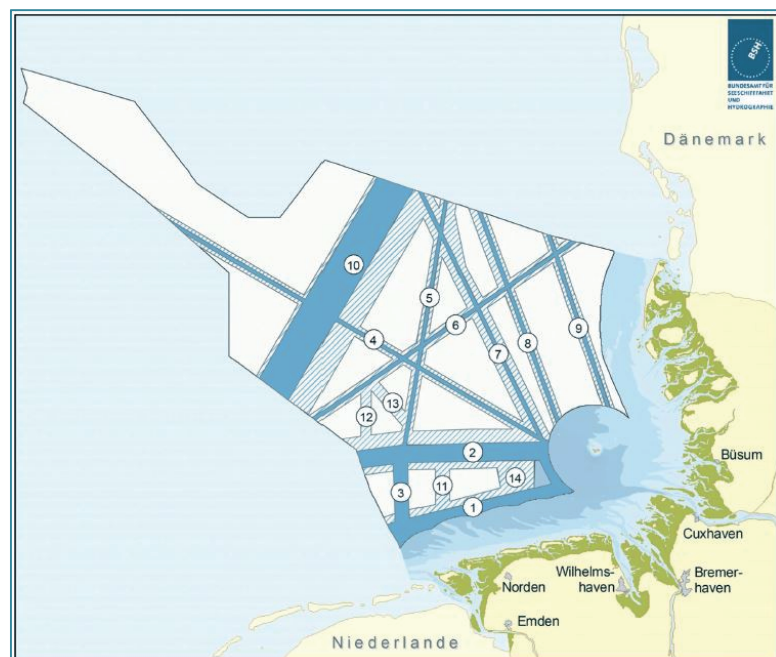 BSH
BUNDESAMT FÜR
SEESCHIFFFAHRT
UND
HYDROGRAPHIE
Dänemark
10
5
6
4
7
8
9
13
12
2
Büsum
3
11
14
1
Cuxhaven
Norden
Wilhelms-
haven
Bremer-
haven
Emden
Niederlande